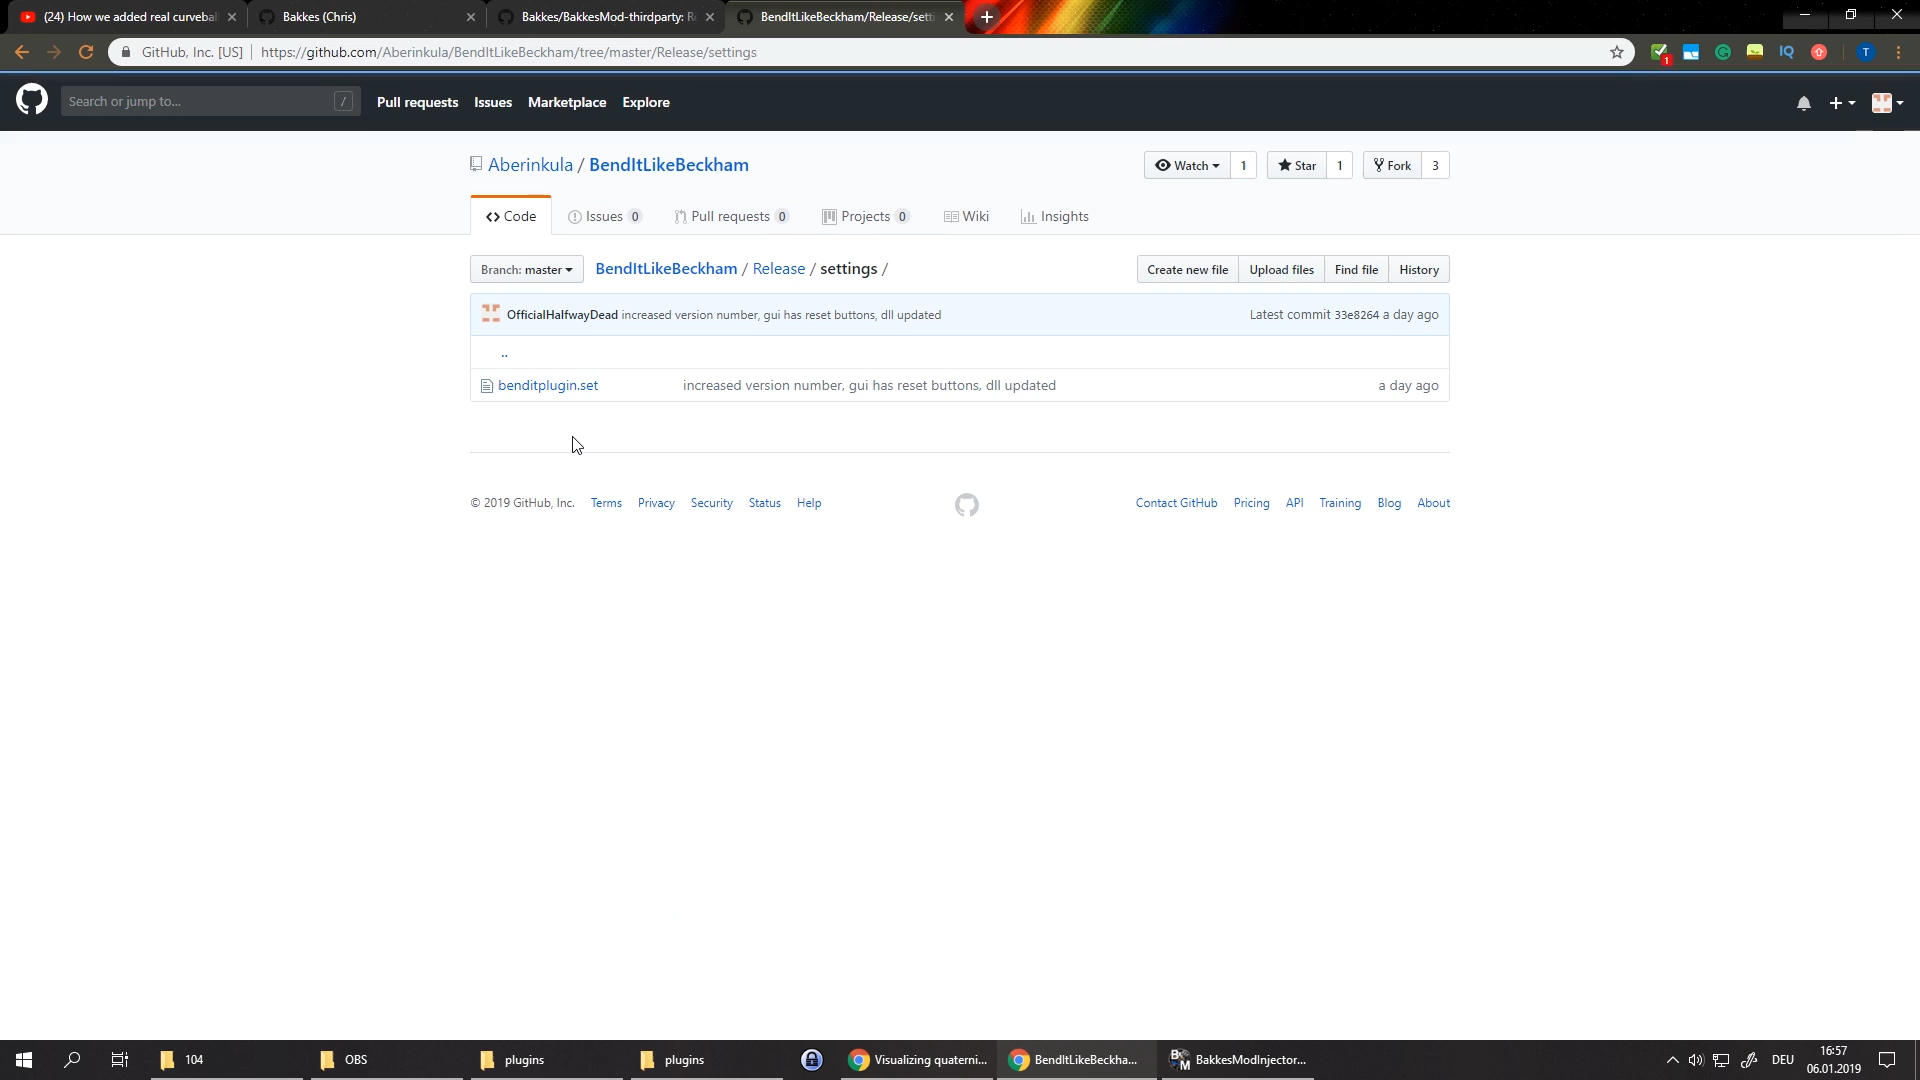 (24) How we added real curvebal
Bakkes (Chris)
Bakkes/BakkesMod-thirdparty: R
BendItLikeBeckham/Release/setti
GitHub, Inc. [US]
https://github.com/Aberinkula/BendItLikeBeckham/tree/master/Release/settings
1
IQ
T
Search or jump to...
/
Pull requests
Issues
Marketplace
Explore
Aberinkula / BendItLikeBeckham
Watch
1
Star
1
Fork
3
Code
Issues 0
Pull requests 0
Projects 0
Wiki
Insights
Branch: master
BendItLikeBeckham / Release / settings /
Create new file
Upload files
Find file
History
OfficialHalfwayDead increased version number, gui has reset buttons, dll updated
Latest commit 33e8264 a day ago
..
benditplugin.set
increased version number, gui has reset buttons, dll updated
a day ago
© 2019 GitHub, Inc.
Terms
Privacy
Security
Status
Help
Contact GitHub
Pricing
API
Training
Blog
About
104
OBS
plugins
plugins
Visualizing quaterni...
BendItLikeBeckha...
BakkesModInjector...
DEU
16:57
06.01.2019